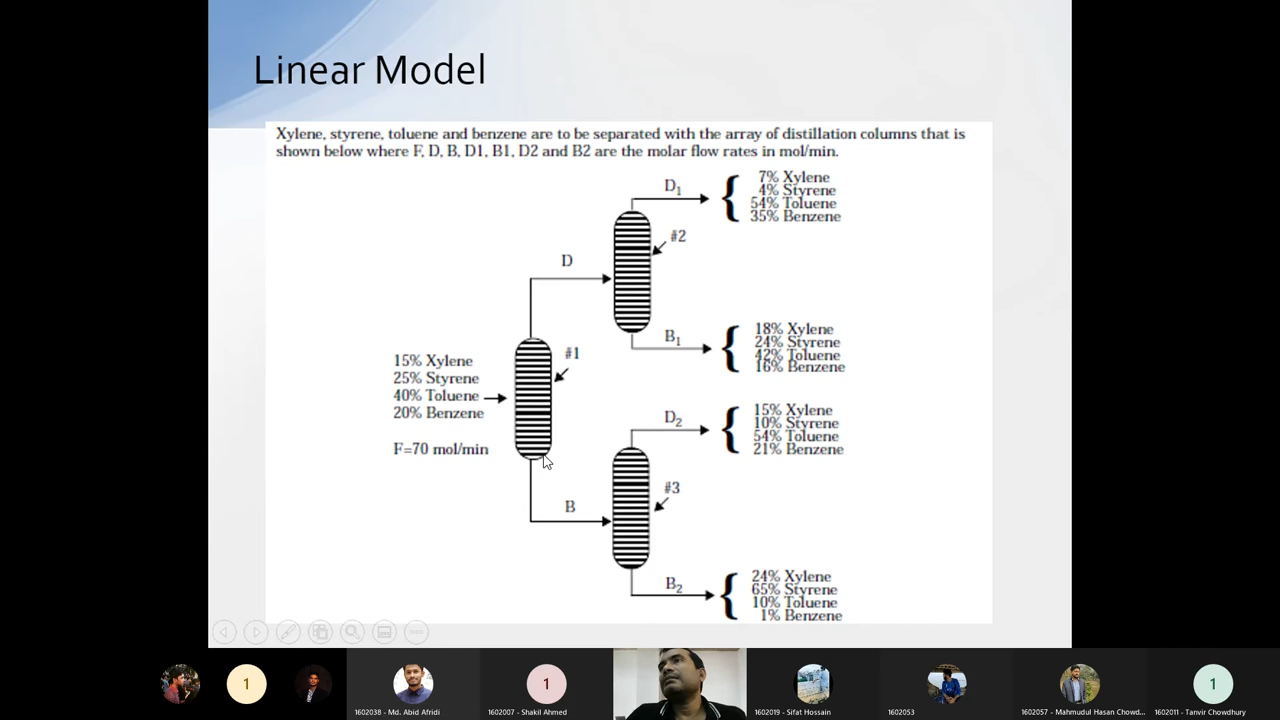 Linear Model
Xylene, styrene, toluene and benzene are to be separated with the array of distillation columns that is
shown below where F, D, B, D1, B1, D2 and B2 are the molar flow rates in mol/min.
D₁
7% Xylene
4% Styrene
54% Toluene
35% Benzene
#2
D
B₁
18% Xylene
24% Styrene
42% Toluene
16% Benzene
#1
15% Xylene
25% Styrene
40% Toluene
20% Benzene
F=70 mol/min
D₂
15% Xylene
10% Styrene
54% Toluene
21% Benzene
#3
B
B₂
24% Xylene
65% Styrene
10% Toluene
1% Benzene
1
1602038 - Md. Abid Afridi
1
1602007 - Shakil Ahmed
1602019 - Sifat Hossain
1602053
1602057 - Mahmudul Hasan Chowd...
1
1602011 - Tanvir Chowdhury